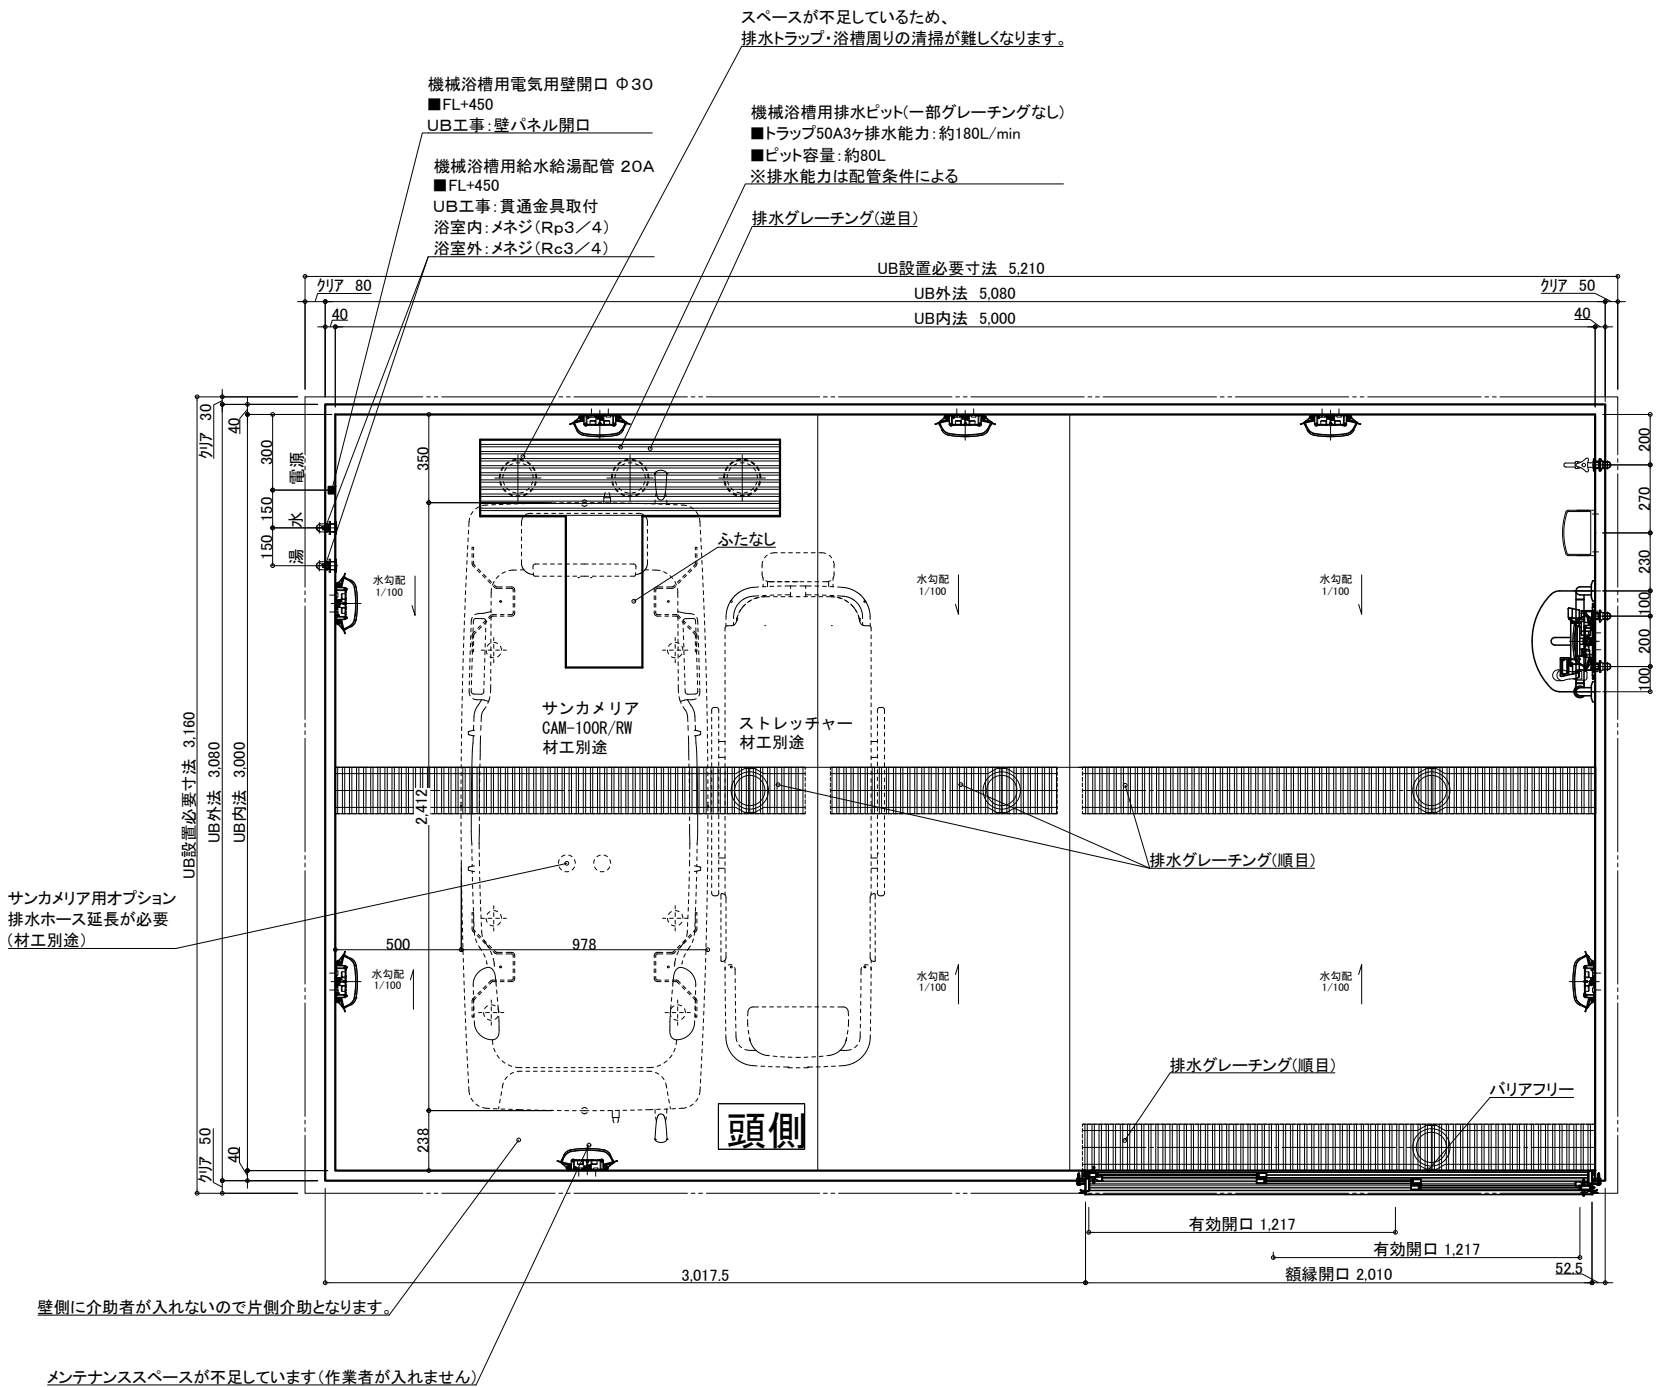 スペースが不足しているため、
排水トラップ・浴槽周りの清掃が難しくなります。
機械浴槽用電気用壁開口 Φ30
■FL+450
UB工事：壁パネル開口
機械浴槽用排水ピット(一部グレーチングなし)
■トラップ50A3ヶ排水能力：約180L/min
■ピット容量：約80L
※排水能力は配管条件による
機械浴槽用給水給湯配管 20A
■FL+450
UB工事：貫通金具取付
浴室内：メネジ(Rp3／4)
浴室外：メネジ(Rc3／4)
排水グレーチング(逆目)
UB設置必要寸法 5,210
クリア 80
UB外法 5,080
クリア 50
40
UB内法 5,000
40
クリア 30
40
300
電源
150
水
150
湯
350
200
270
230
100
200
100
ふたなし
水勾配
1/100
水勾配
1/100
水勾配
1/100
サンカメリア
CAM-100R/RW
材工別途
ストレッチャー
材工別途
UB設置必要寸法 3,160
UB外法 3,080
UB内法 3,000
2,412
排水グレーチング(順目)
サンカメリア用オプション
排水ホース延長が必要
(材工別途)
500
978
水勾配
1/100
水勾配
1/100
水勾配
1/100
排水グレーチング(順目)
バリアフリー
頭側
238
クリア 50
40
有効開口 1,217
有効開口 1,217
3,017.5
額縁開口 2,010
52.5
壁側に介助者が入れないので片側介助となります。
メンテナンススペースが不足しています(作業者が入れません)